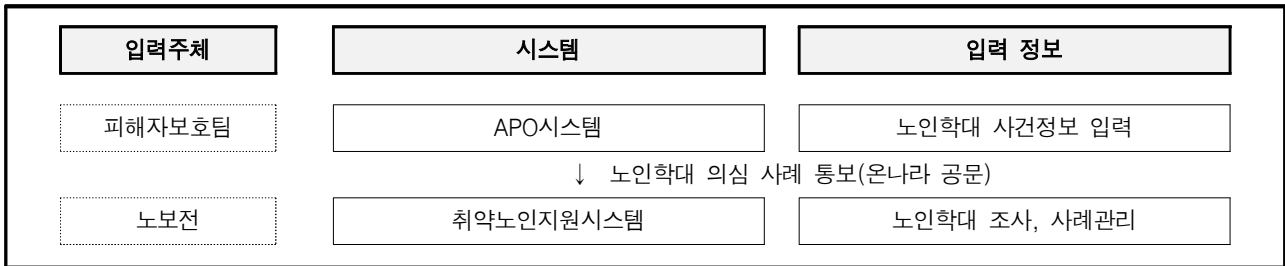 입력주체 시스템 입력 정보
피해자보호팀 APO시스템 노인학대 사건정보 입력
↓ 노인학대 의심 사례 통보(온나라 공문)
노보전 취약노인지원시스템 노인학대 조사, 사례관리